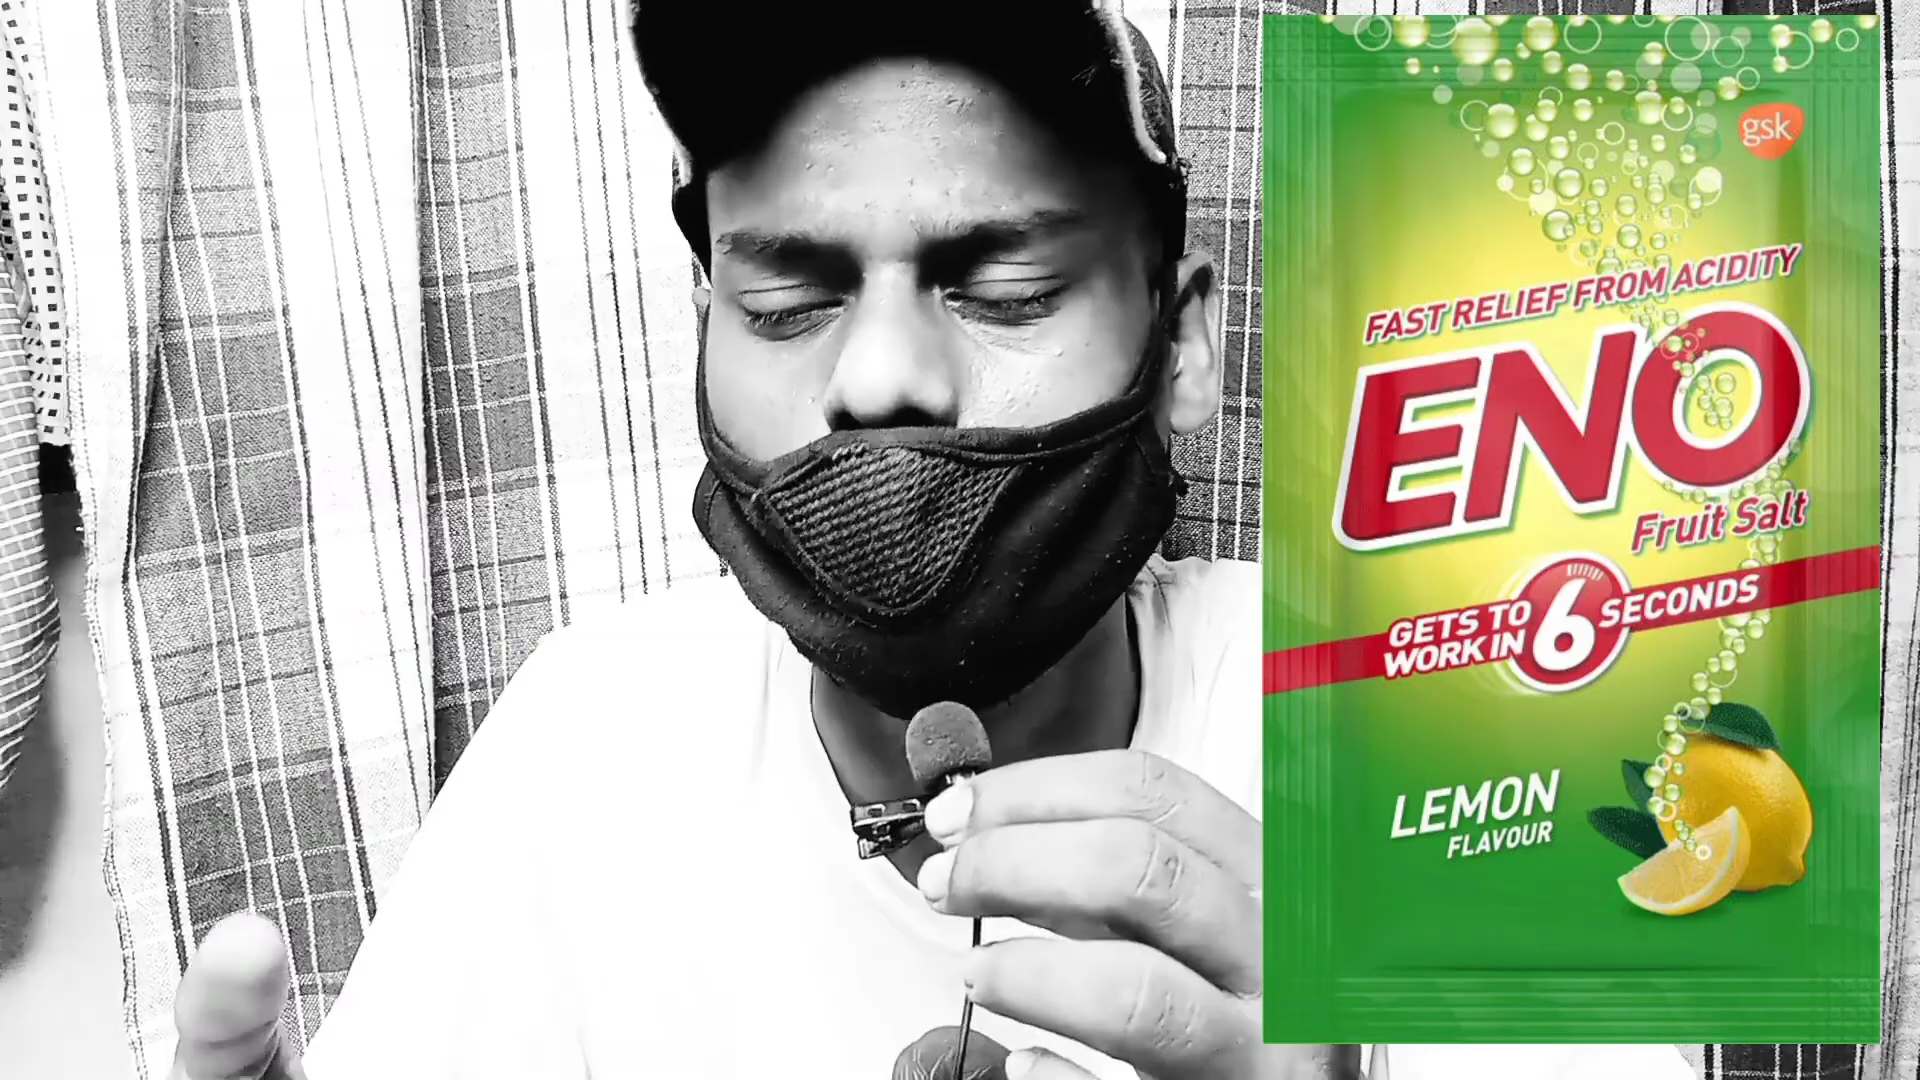 gsk
FAST RELIEF FROM ACIDITY
ENO
Fruit Salt
GETS TO
WORK IN
6
SECONDS
LEMON
FLAVOUR